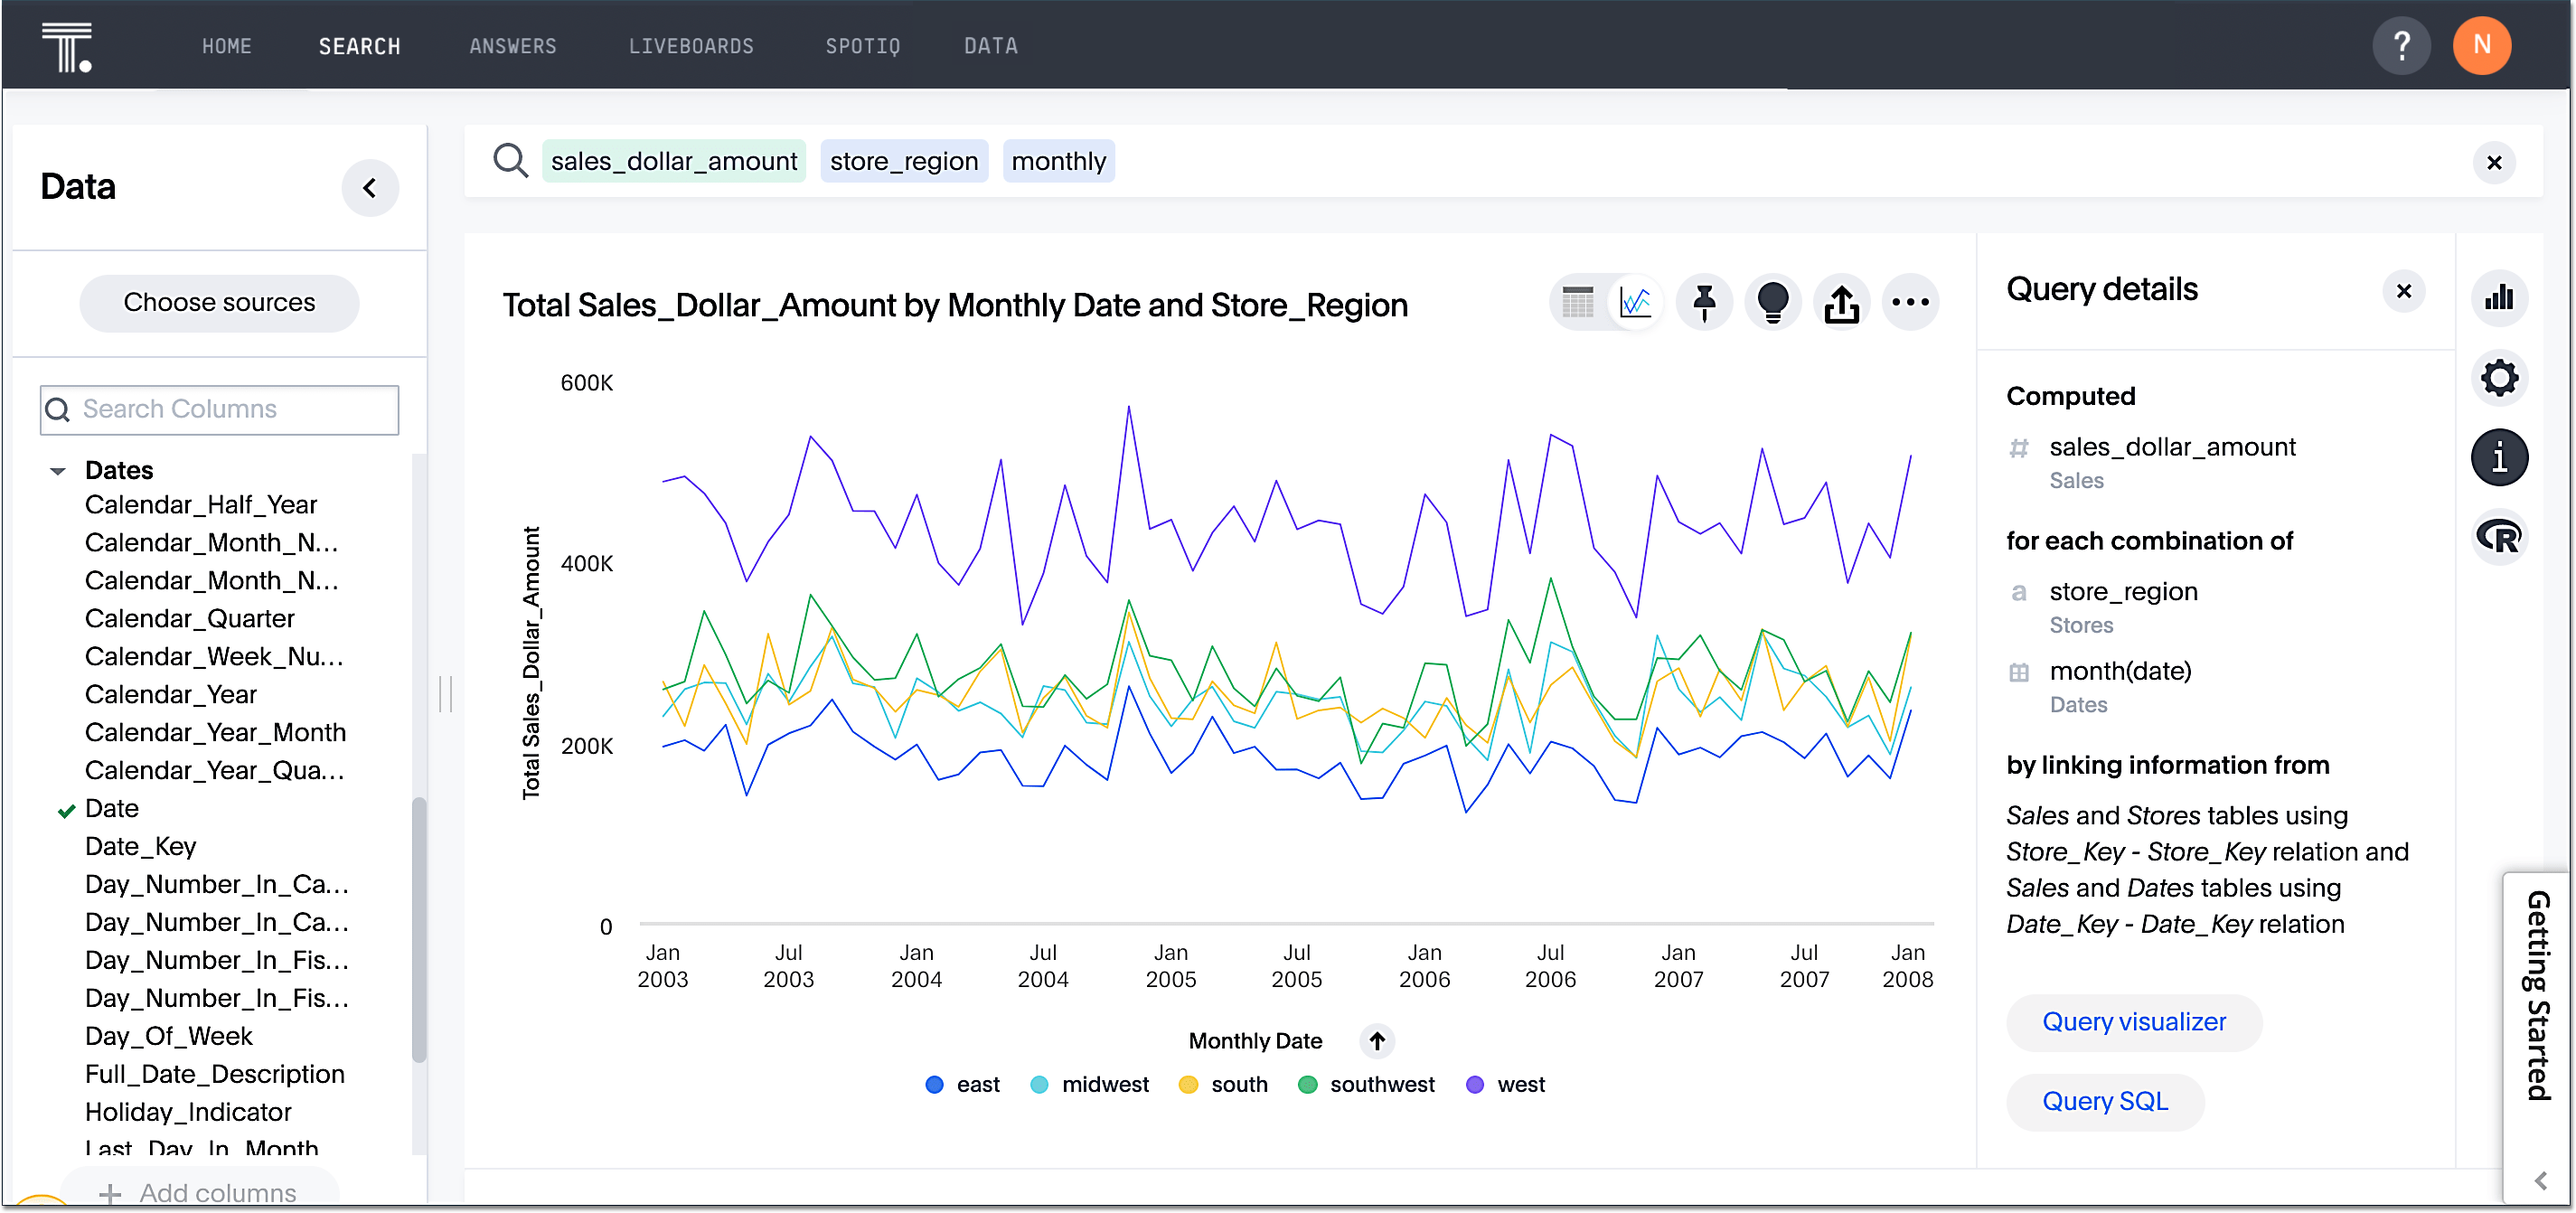 T.
HOME SEARCH ANSWERS LIVEBOARDS SPOTIQ DATA
? N
Data
Choose sources
Search Columns
Dates
Calendar_Half_Year
Calendar_Month_N...
Calendar_Month_N...
Calendar_Quarter
Calendar_Week_Nu...
Calendar_Year
Calendar_Year_Month
Calendar_Year_Qua...
Date
Date_Key
Day_Number_In_Ca...
Day_Number_In_Ca...
Day_Number_In_Fis...
Day_Number_In_Fis...
Day_Of_Week
Full_Date_Description
Holiday_Indicator
Last_Day_In_Month
+ Add columns
sales_dollar_amount store_region monthly
Total Sales_Dollar_Amount by Monthly Date and Store_Region
Total Sales_Dollar_Amount
600K
400K
200K
0
Jan 2003
Jul 2003
Jan 2004
Jul 2004
Jan 2005
Jul 2005
Jan 2006
Jul 2006
Jan 2007
Jul 2007
Jan 2008
Monthly Date
east midwest south southwest west
Query details
Computed
# sales_dollar_amount
Sales
for each combination of
a store_region
Stores
month(date)
Dates
by linking information from
Sales and Stores tables using
Store_Key - Store_Key relation and
Sales and Dates tables using
Date_Key - Date_Key relation
Query visualizer
Query SQL
i
R
Getting Started